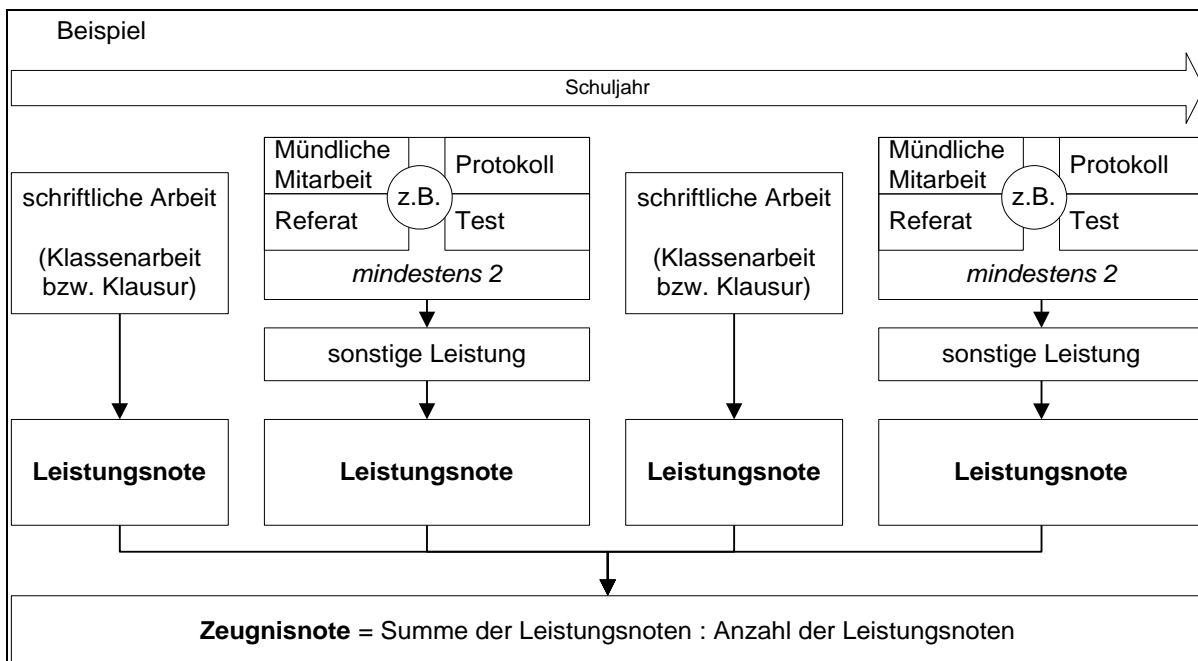 Beispiel
Schuljahr
schriftliche Arbeit
(Klassenarbeit
bzw. Klausur)
Mündliche
Mitarbeit
Protokoll
z.B.
Referat
Test
mindestens 2
sonstige Leistung
schriftliche Arbeit
(Klassenarbeit
bzw. Klausur)
Mündliche
Mitarbeit
Protokoll
z.B.
Referat
Test
mindestens 2
sonstige Leistung
Leistungsnote
Leistungsnote
Leistungsnote
Leistungsnote
Zeugnisnote = Summe der Leistungsnoten : Anzahl der Leistungsnoten